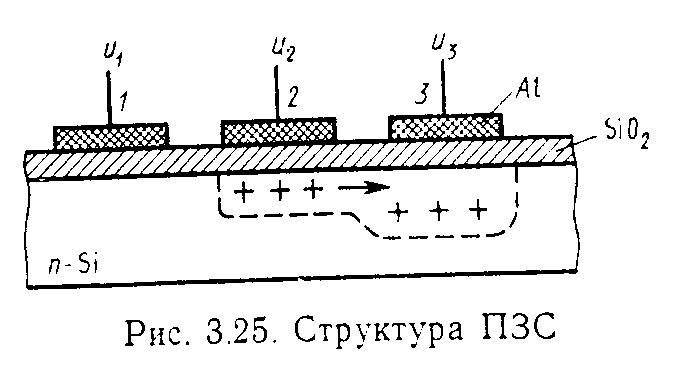 u₁ u₂ u₃
1 2 3 Al
SiO₂
+ + +
+ + +
n-Si
Рис. 3.25. Структура ПЗС